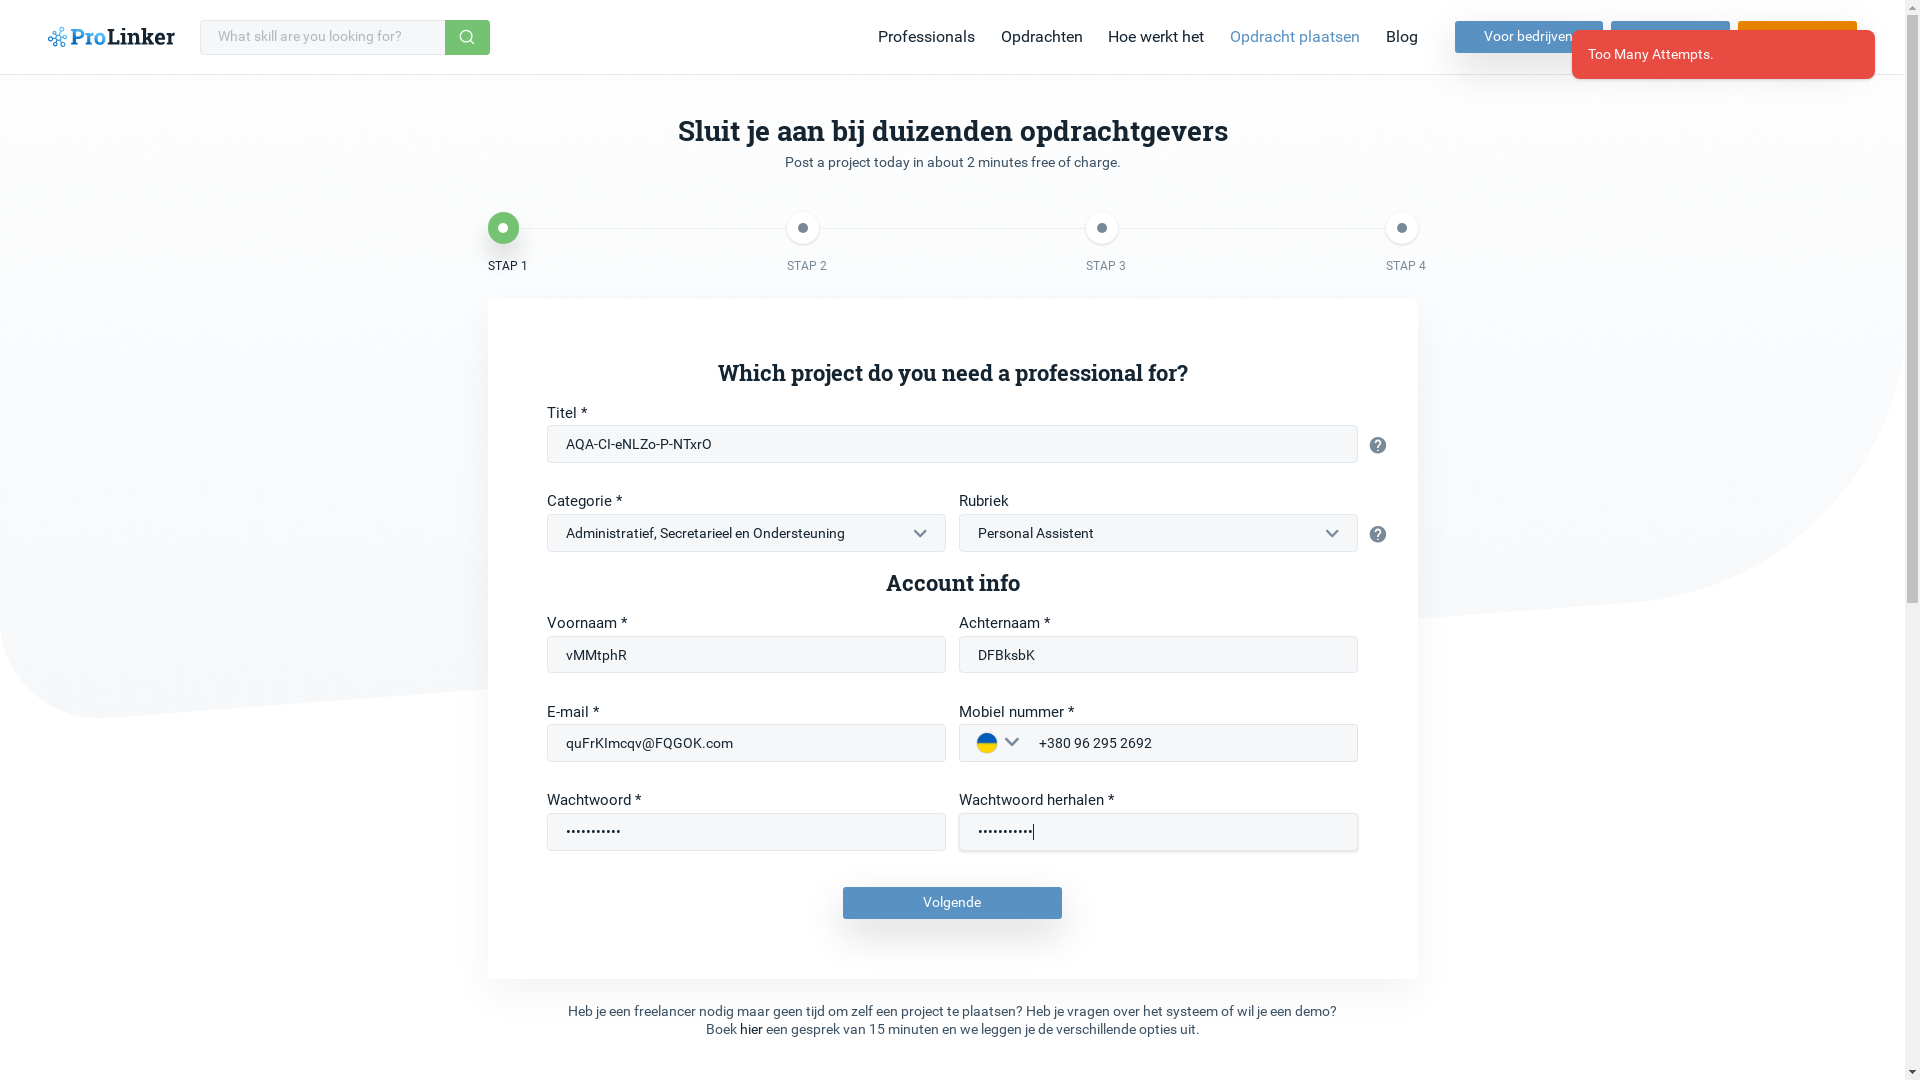 ProLinker
What skill are you looking for?
Professionals
Opdrachten
Hoe werkt het
Opdracht plaatsen
Blog
Voor bedrijven
Too Many Attempts.
Sluit je aan bij duizenden opdrachtgevers
Post a project today in about 2 minutes free of charge.
STAP 1
STAP 2
STAP 3
STAP 4
Which project do you need a professional for?
Titel *
AQA-CI-eNLZo-P-NTxrO
Categorie *
Rubriek
Administratief, Secretarieel en Ondersteuning
Personal Assistent
Account info
Voornaam *
Achternaam *
vMMtphR
DFBksbK
E-mail *
Mobiel nummer *
quFrKImcqv@FQGOK.com
+380 96 295 2692
Wachtwoord *
Wachtwoord herhalen *
•••••••••••
•••••••••••
Volgende
Heb je een freelancer nodig maar geen tijd om zelf een project te plaatsen? Heb je vragen over het systeem of wil je een demo?
Boek hier een gesprek van 15 minuten en we leggen je de verschillende opties uit.